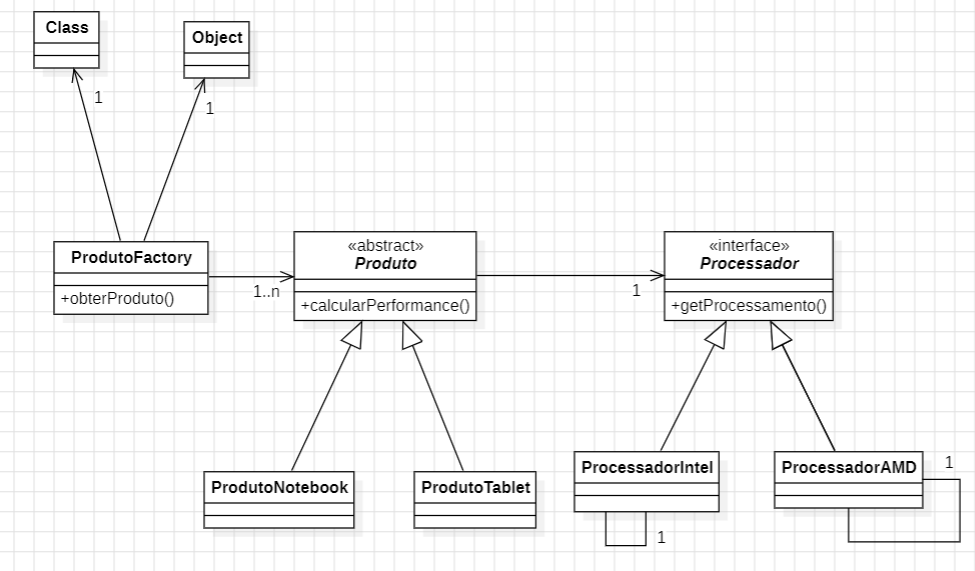 Class
Object
1
1
ProdutoFactory
+obterProduto()
1..n
«abstract»
Produto
+calcularPerformance()
1
«interface»
Processador
+getProcessamento()
ProdutoNotebook
ProdutoTablet
ProcessadorIntel
1
ProcessadorAMD
1